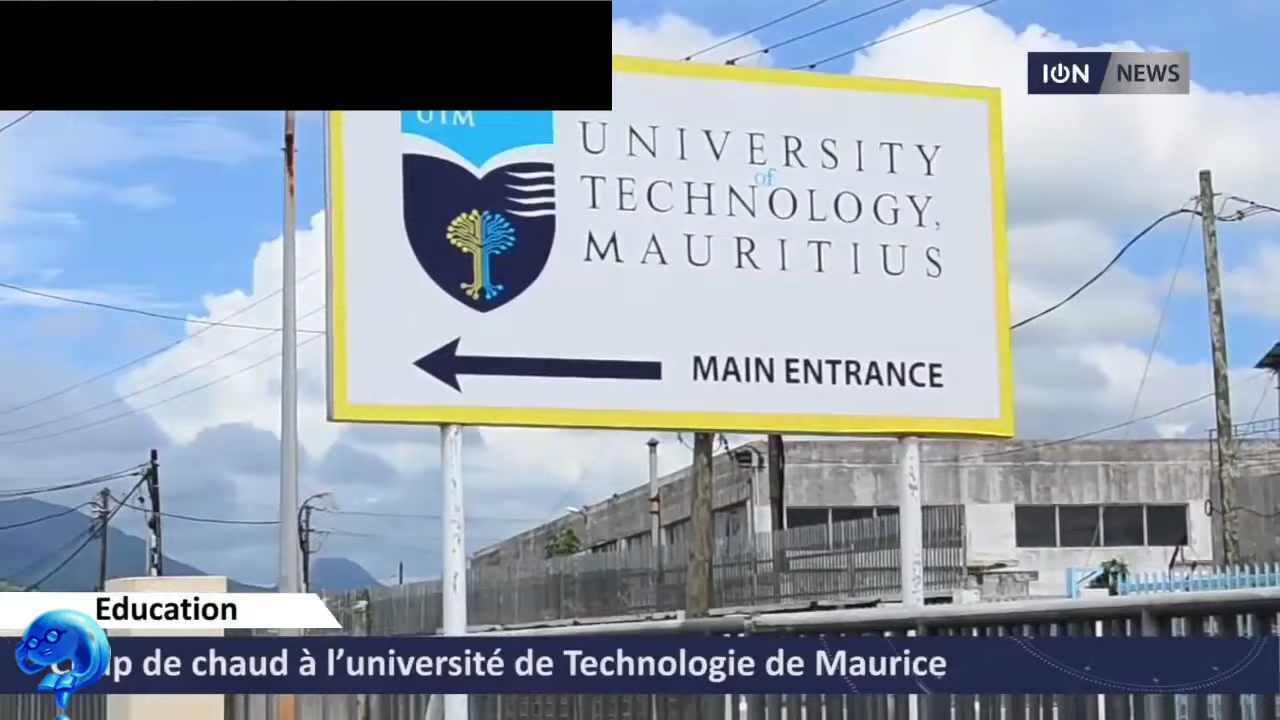 ION NEWS
UTM
UNIVERSITY
of
TECHNOLOGY,
MAURITIUS
MAIN ENTRANCE
Education
de chaud à l’université de Technologie de Maurice